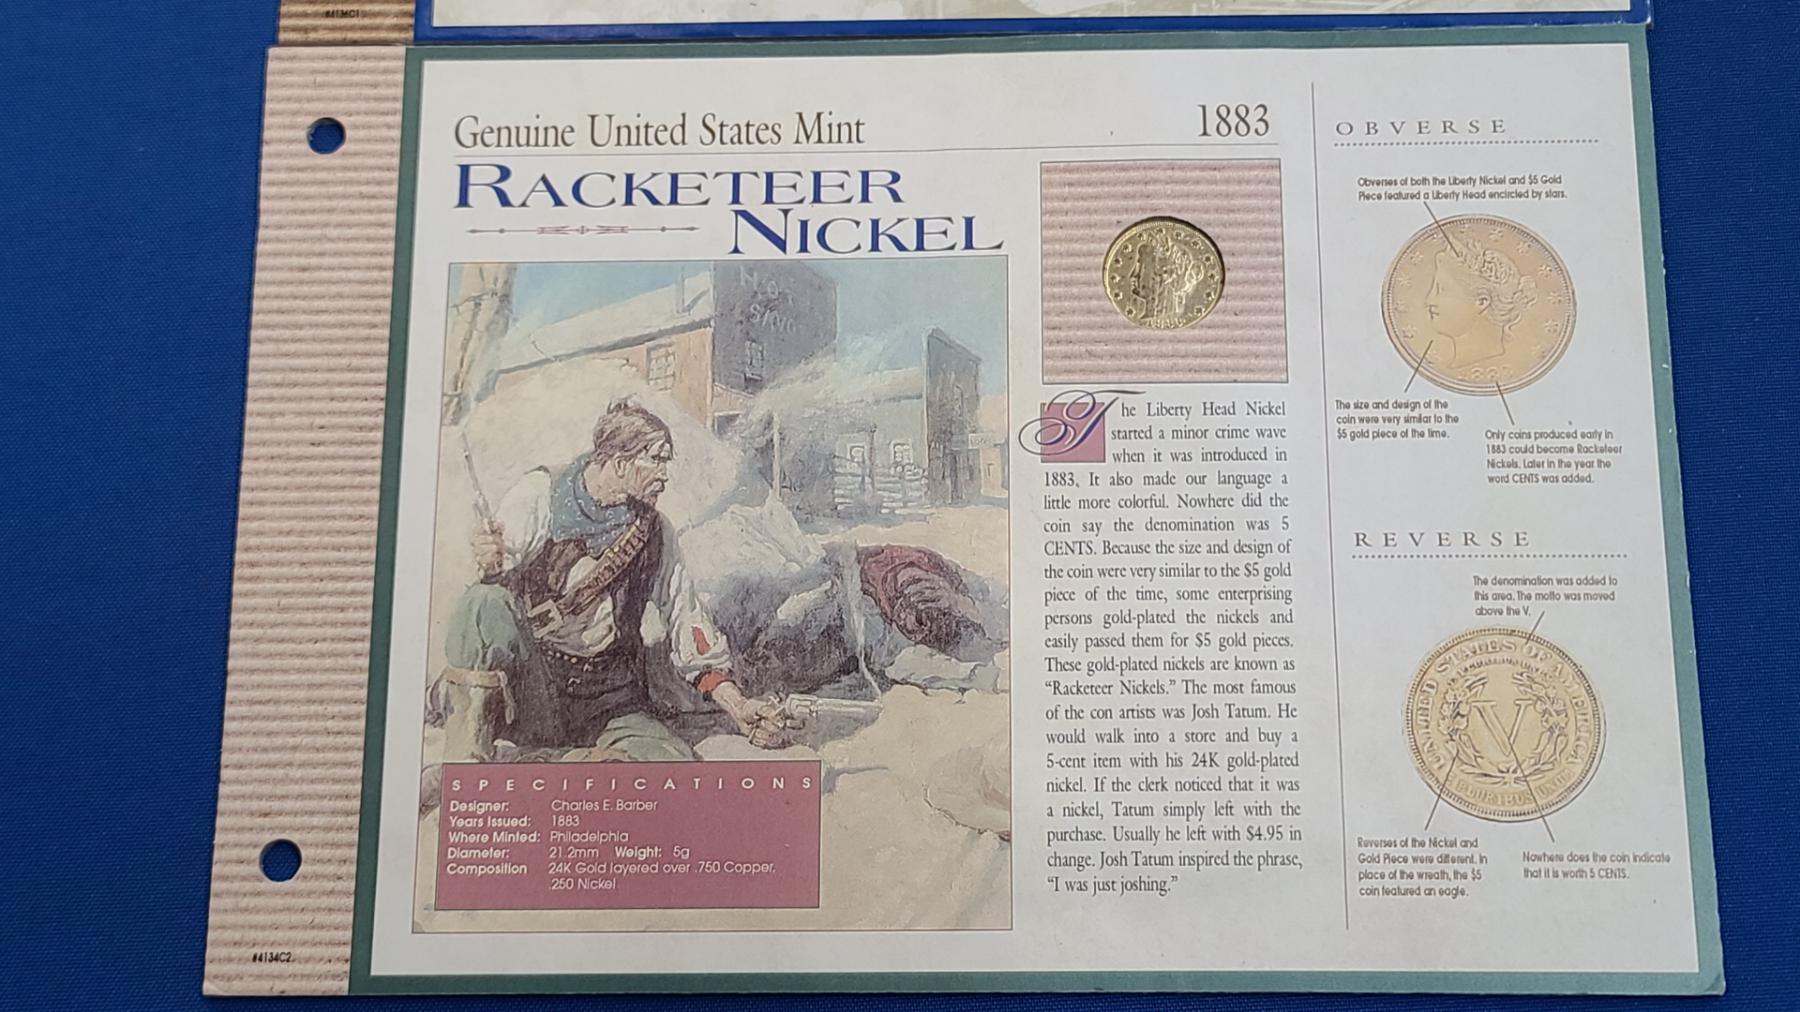 #4134C1
Genuine United States Mint
1883
RACKETEER
NICKEL
SPECIFICATIONS
Designer: Charles E. Barber
Years Issued: 1883
Where Minted: Philadelphia
Diameter: 21.2mm Weight: 5g
Composition 24K Gold layered over .750 Copper,
.250 Nickel
The Liberty Head Nickel
started a minor crime wave
when it was introduced in
1883, It also made our language a
little more colorful. Nowhere did the
coin say the denomination was 5
CENTS. Because the size and design of
the coin were very similar to the $5 gold
piece of the time, some enterprising
persons gold-plated the nickels and
easily passed them for $5 gold pieces.
These gold-plated nickels are known as
“Racketeer Nickels.” The most famous
of the con artists was Josh Tatum. He
would walk into a store and buy a
5-cent item with his 24K gold-plated
nickel. If the clerk noticed that it was
a nickel, Tatum simply left with the
purchase. Usually he left with $4.95 in
change. Josh Tatum inspired the phrase,
“I was just joshing.”
OBVERSE
Obverses of both the Liberty Nickel and $5 Gold
Piece featured a Liberty Head encircled by stars.
1883
The size and design of the
coin were very similar to the
$5 gold piece of the time.
Only coins produced early in
1883 could become Racketeer
Nickels. Later in the year the
word CENTS was added.
REVERSE
The denomination was added to
this area. The motto was moved
above the V.
UNITED STATES OF AMERICA
V
E PLURIBUS UNUM
Reverses of the Nickel and
Gold Piece were different. In
place of the wreath, the $5
coin featured an eagle.
Nowhere does the coin indicate
that it is worth 5 CENTS.
#4134C2